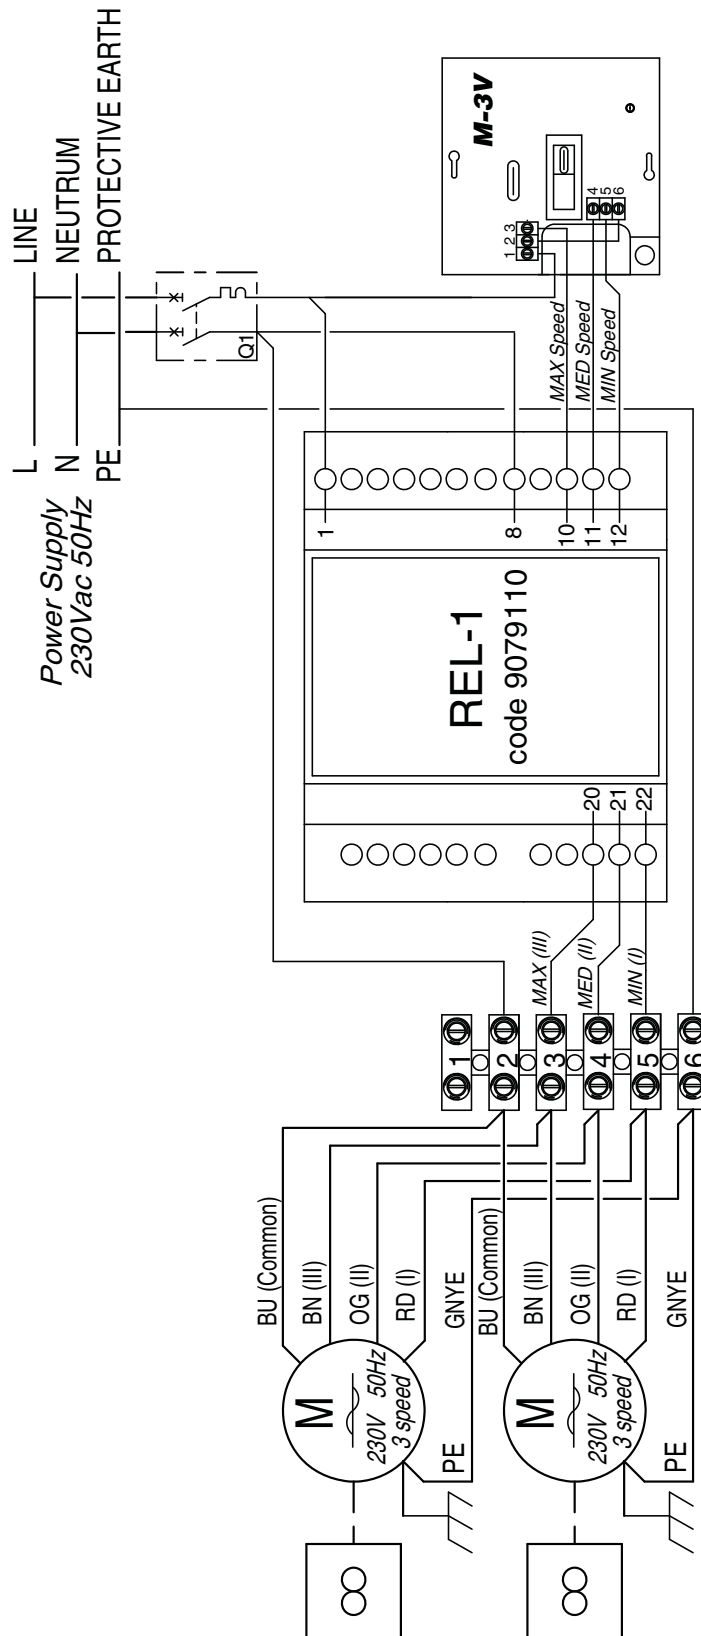 Power Supply
230Vac 50Hz
L
LINE
N
NEUTRUM
PE
PROTECTIVE EARTH
Q1
M-3V
1 2 3
4
5
6
MAX Speed
MED Speed
MIN Speed
1
8
10
11
12
REL-1
code 9079110
20
21
22
MAX (III)
MED (II)
MIN (I)
1
2
3
4
5
6
BU (Common)
BN (III)
OG (II)
RD (I)
GNYE
M
230V 50Hz
3 speed
PE
BU (Common)
BN (III)
OG (II)
RD (I)
GNYE
M
230V 50Hz
3 speed
PE